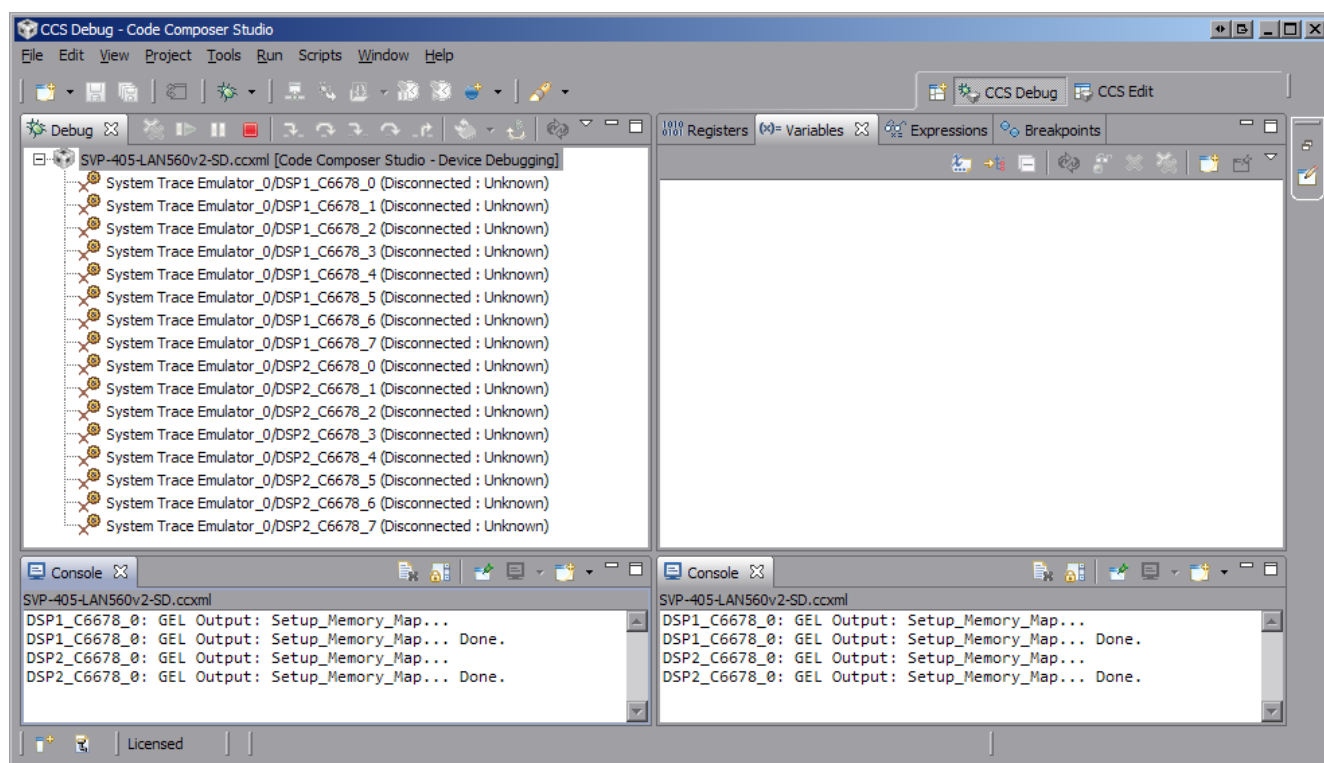 CCS Debug - Code Composer Studio
File Edit View Project Tools Run Scripts Window Help
CCS Debug CCS Edit
Debug
SVP-405-LAN560v2-SD.ccxml [Code Composer Studio - Device Debugging]
System Trace Emulator_0/DSP1_C6678_0 (Disconnected : Unknown)
System Trace Emulator_0/DSP1_C6678_1 (Disconnected : Unknown)
System Trace Emulator_0/DSP1_C6678_2 (Disconnected : Unknown)
System Trace Emulator_0/DSP1_C6678_3 (Disconnected : Unknown)
System Trace Emulator_0/DSP1_C6678_4 (Disconnected : Unknown)
System Trace Emulator_0/DSP1_C6678_5 (Disconnected : Unknown)
System Trace Emulator_0/DSP1_C6678_6 (Disconnected : Unknown)
System Trace Emulator_0/DSP1_C6678_7 (Disconnected : Unknown)
System Trace Emulator_0/DSP2_C6678_0 (Disconnected : Unknown)
System Trace Emulator_0/DSP2_C6678_1 (Disconnected : Unknown)
System Trace Emulator_0/DSP2_C6678_2 (Disconnected : Unknown)
System Trace Emulator_0/DSP2_C6678_3 (Disconnected : Unknown)
System Trace Emulator_0/DSP2_C6678_4 (Disconnected : Unknown)
System Trace Emulator_0/DSP2_C6678_5 (Disconnected : Unknown)
System Trace Emulator_0/DSP2_C6678_6 (Disconnected : Unknown)
System Trace Emulator_0/DSP2_C6678_7 (Disconnected : Unknown)
1010 0101 Registers (x)= Variables Expressions Breakpoints
Console
SVP-405-LAN560v2-SD.ccxml
DSP1_C6678_0: GEL Output: Setup_Memory_Map...
DSP1_C6678_0: GEL Output: Setup_Memory_Map... Done.
DSP2_C6678_0: GEL Output: Setup_Memory_Map...
DSP2_C6678_0: GEL Output: Setup_Memory_Map... Done.
Console
SVP-405-LAN560v2-SD.ccxml
DSP1_C6678_0: GEL Output: Setup_Memory_Map...
DSP1_C6678_0: GEL Output: Setup_Memory_Map... Done.
DSP2_C6678_0: GEL Output: Setup_Memory_Map...
DSP2_C6678_0: GEL Output: Setup_Memory_Map... Done.
Licensed